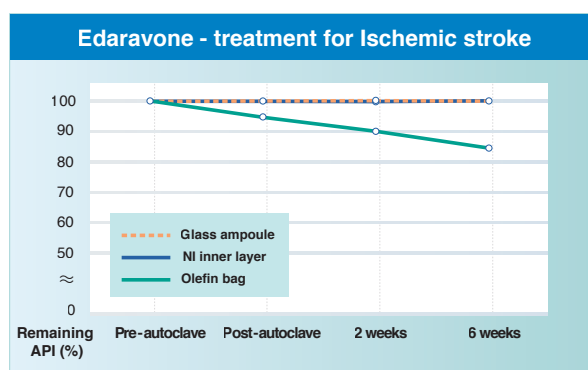 Edaravone - treatment for Ischemic stroke
100
90
80
70
60
50
≈
0
Glass ampoule
NI inner layer
Olefin bag
Remaining
API (%)
Pre-autoclave
Post-autoclave
2 weeks
6 weeks